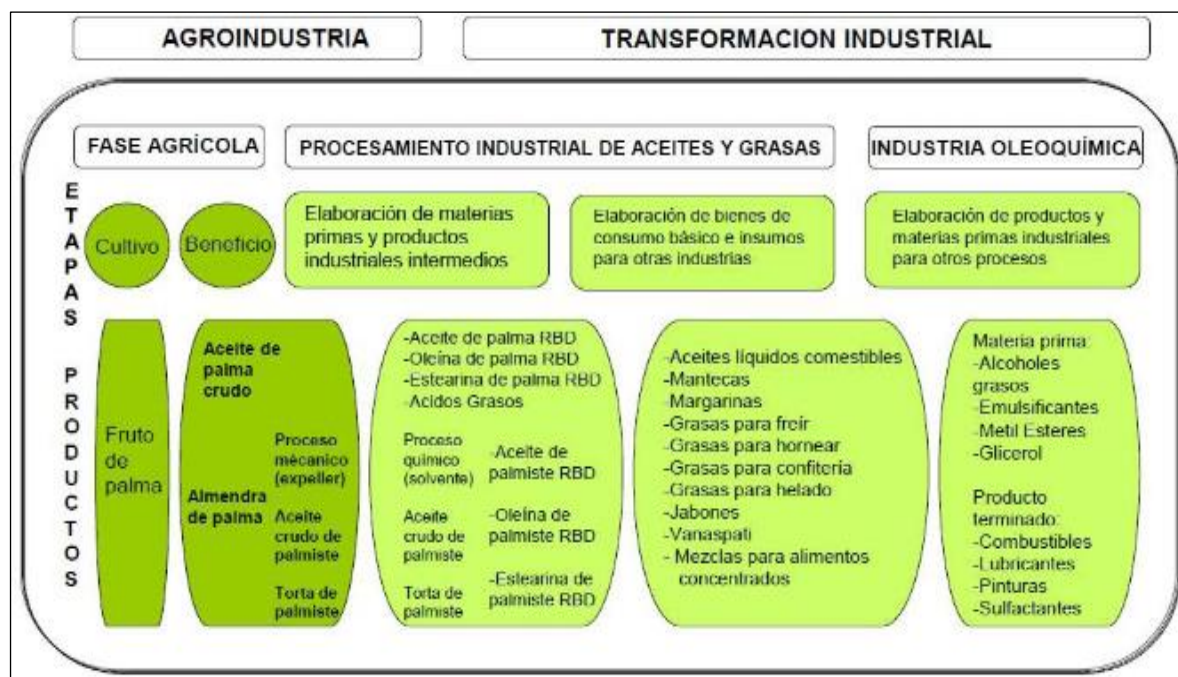 AGROINDUSTRIA
TRANSFORMACION INDUSTRIAL
FASE AGRÍCOLA
PROCESAMIENTO INDUSTRIAL DE ACEITES Y GRASAS
INDUSTRIA OLEOQUÍMICA
ETAPAS
Cultivo
Beneficio
Elaboración de materias
primas y productos
industriales intermedios
Elaboración de bienes de
consumo básico e insumos
para otras industrias
Elaboración de productos y
materias primas industriales
para otros procesos
PRODUCTOS
Fruto
de
palma
Aceite de
palma
crudo
Almendra
de palma
Proceso
mécanico
(expeller)
Aceite
crudo de
palmiste
Torta de
palmiste
-Aceite de palma RBD
-Oleína de palma RBD
-Estearina de palma RBD
-Acidos Grasos
Proceso
químico
(solvente)
Aceite
crudo de
palmiste
Torta de
palmiste
-Aceite de
palmiste RBD
-Oleína de
palmiste RBD
-Estearina de
palmiste RBD
-Aceites líquidos comestibles
-Mantecas
-Margarinas
-Grasas para freír
-Grasas para hornear
-Grasas para confitería
-Grasas para helado
-Jabones
-Vanaspati
- Mezclas para alimentos
concentrados
Materia prima:
-Alcoholes
grasos
-Emulsificantes
-Metil Esteres
-Glicerol
Producto
terminado:
-Combustibles
-Lubricantes
-Pinturas
-Sulfactantes